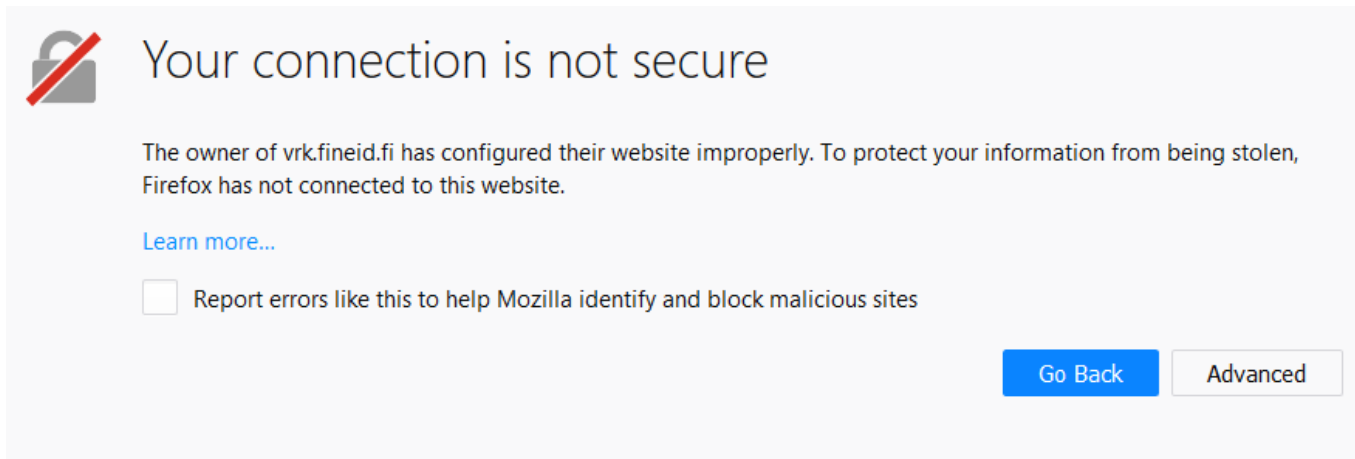 Your connection is not secure
The owner of vrk.fineid.fi has configured their website improperly. To protect your information from being stolen,
Firefox has not connected to this website.
Learn more...
Report errors like this to help Mozilla identify and block malicious sites
Go Back
Advanced